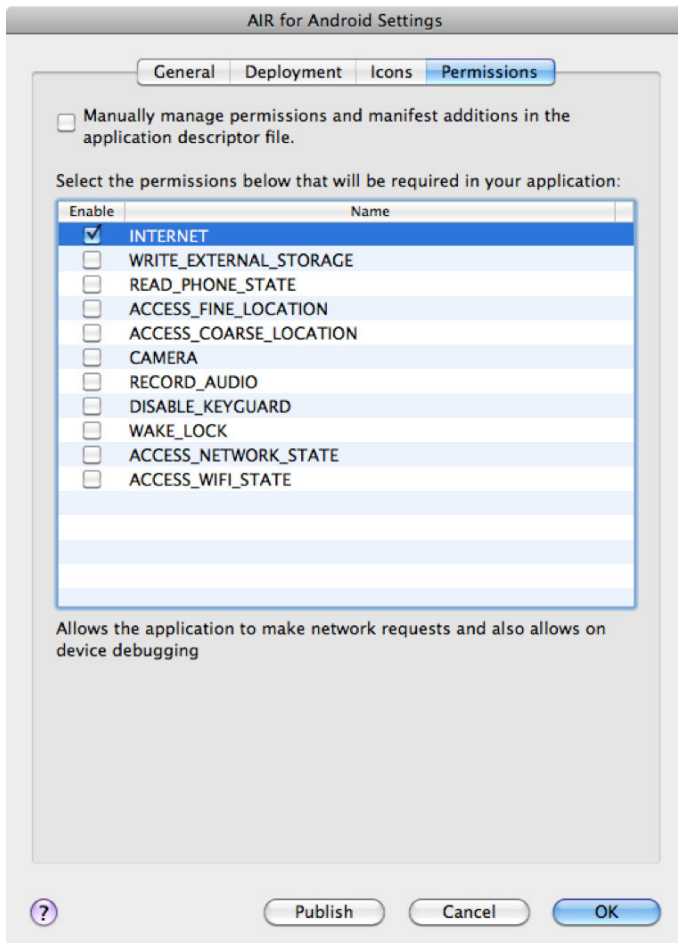 AIR for Android Settings
General Deployment Icons Permissions
Manually manage permissions and manifest additions in the
application descriptor file.
Select the permissions below that will be required in your application:
Enable Name
INTERNET
WRITE_EXTERNAL_STORAGE
READ_PHONE_STATE
ACCESS_FINE_LOCATION
ACCESS_COARSE_LOCATION
CAMERA
RECORD_AUDIO
DISABLE_KEYGUARD
WAKE_LOCK
ACCESS_NETWORK_STATE
ACCESS_WIFI_STATE
Allows the application to make network requests and also allows on
device debugging
? Publish Cancel OK